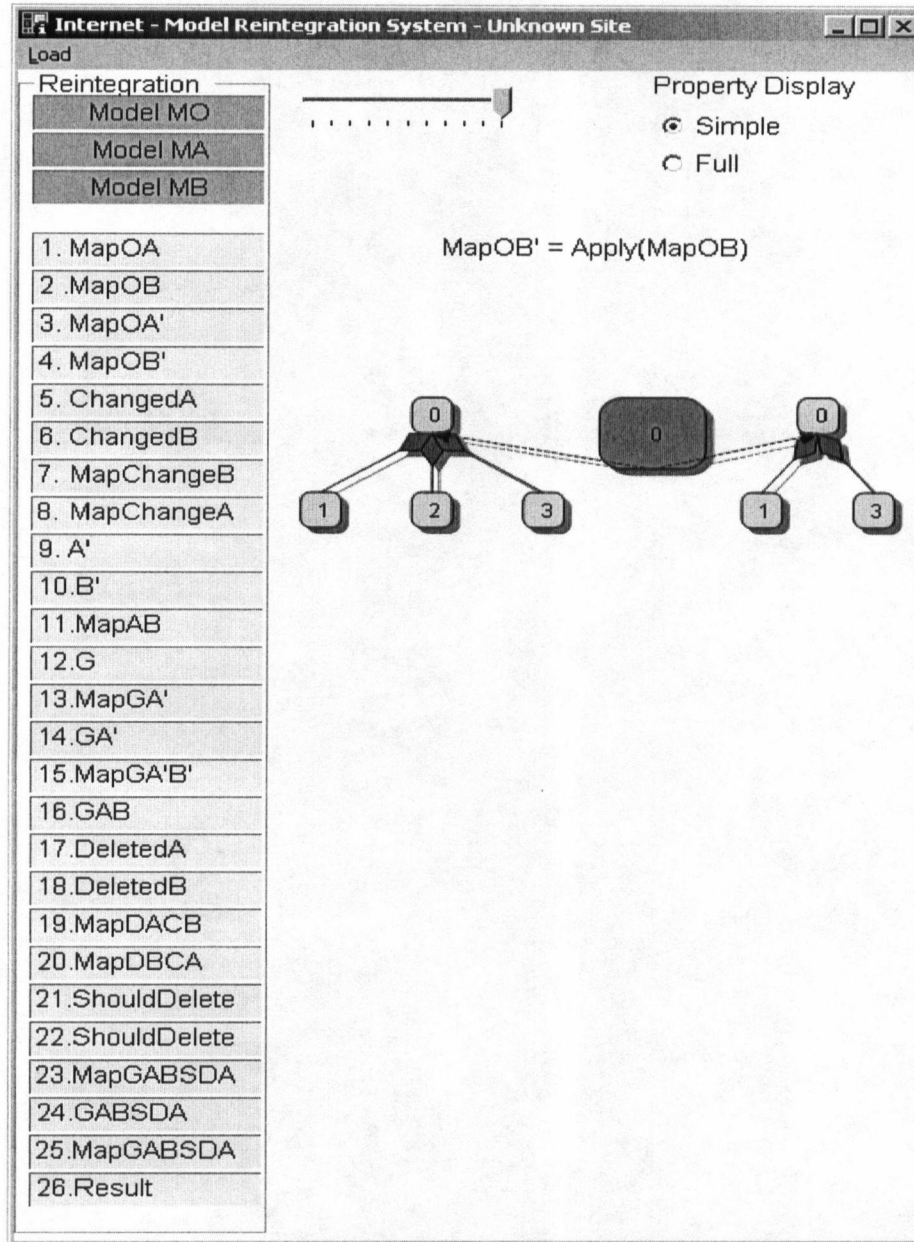 Internet - Model Reintegration System - Unknown Site
Load
Reintegration
Model MO
Model MA
Model MB
Property Display
Simple
Full
1. MapOA
2 .MapOB
3. MapOA'
4. MapOB'
5. ChangedA
6. ChangedB
7. MapChangeB
8. MapChangeA
9. A'
10.B'
11.MapAB
12.G
13.MapGA'
14.GA'
15.MapGA'B'
16.GAB
17.DeletedA
18.DeletedB
19.MapDACB
20.MapDBCA
21.ShouldDelete
22.ShouldDelete
23.MapGABSDA
24.GABSDA
25.MapGABSDA
26.Result
MapOB' = Apply(MapOB)
0 0 0
1 2 3 1 3